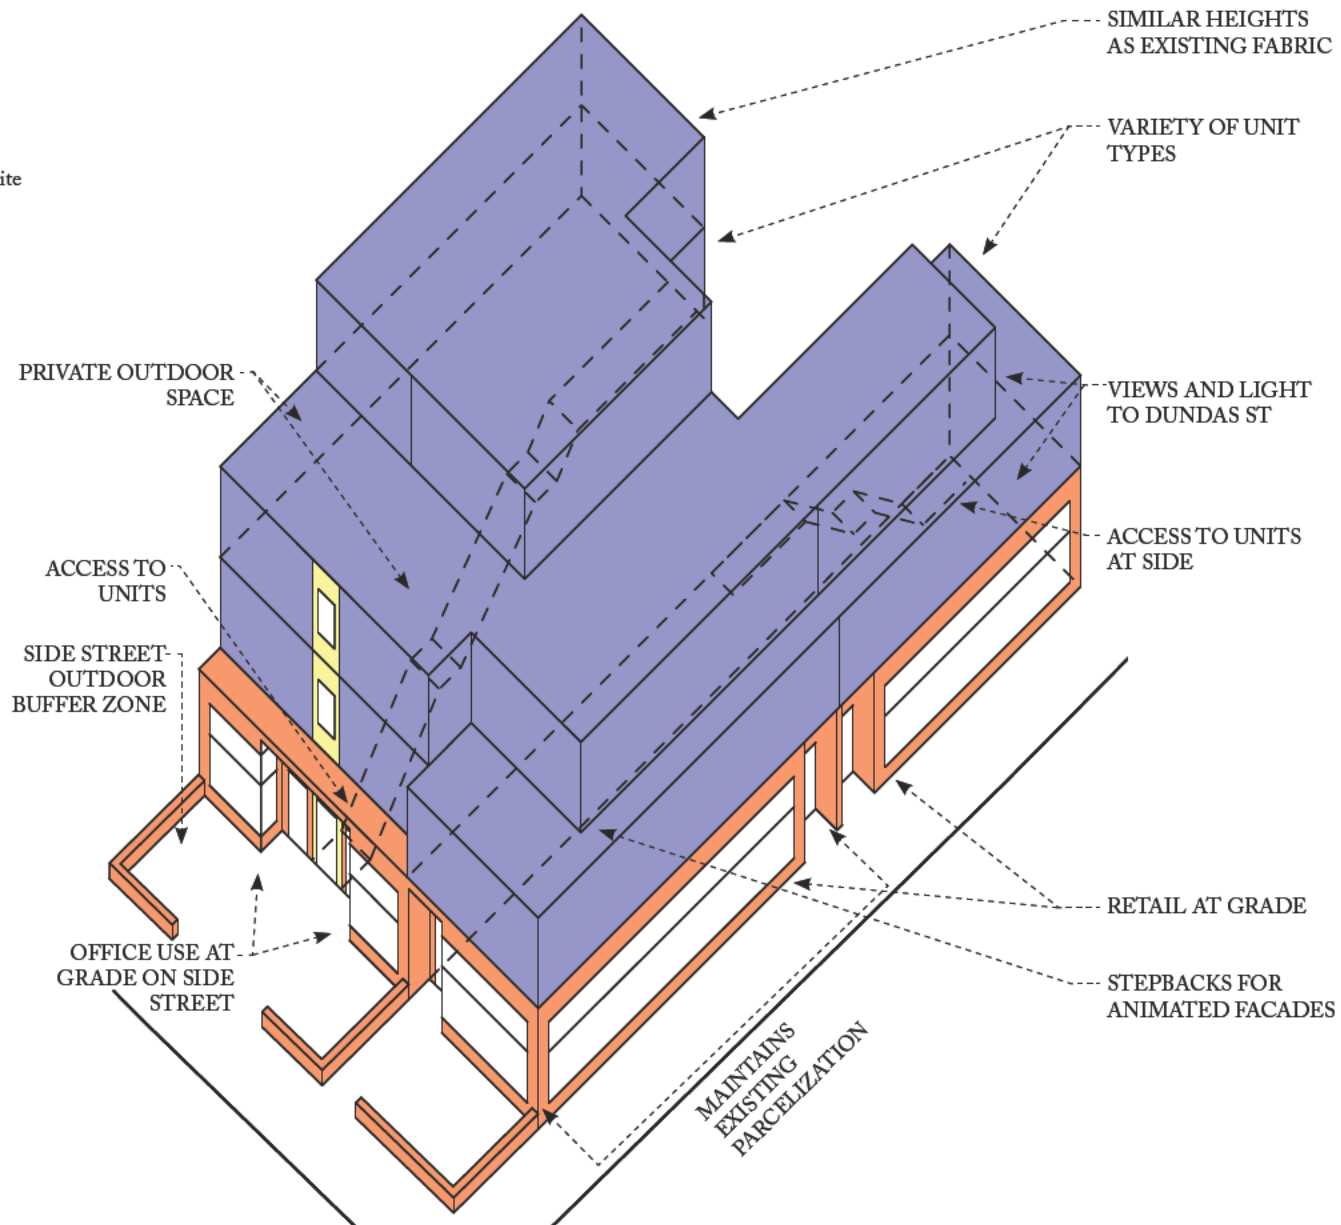 SIMILAR HEIGHTS
AS EXISTING FABRIC
VARIETY OF UNIT
TYPES
ite
PRIVATE OUTDOOR
SPACE
VIEWS AND LIGHT
TO DUNDAS ST
ACCESS TO UNITS
AT SIDE
ACCESS TO
UNITS
SIDE STREET
OUTDOOR
BUFFER ZONE
RETAIL AT GRADE
OFFICE USE AT
GRADE ON SIDE
STREET
STEPBACKS FOR
ANIMATED FACADES
MAINTAINS
EXISTING
PARCELIZATION